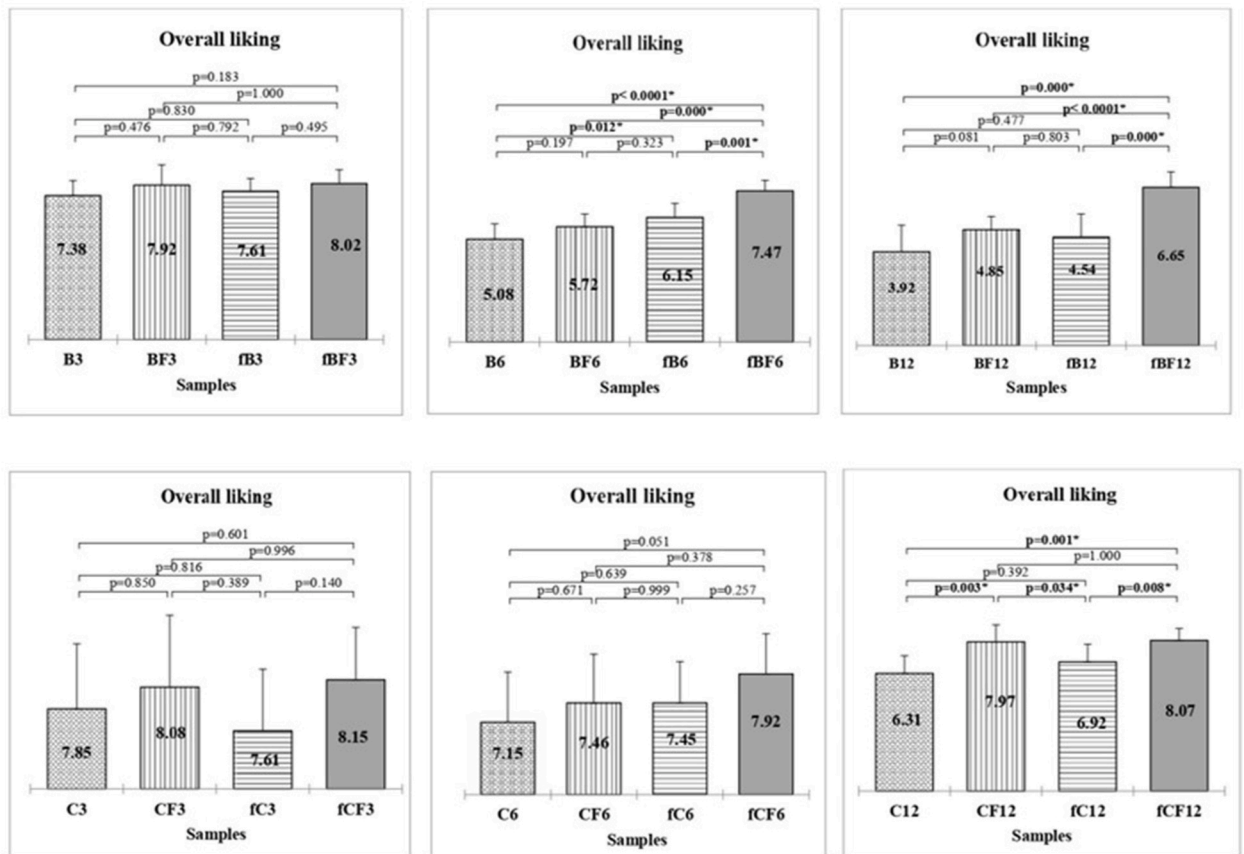 Overall liking
p=0.183
p=1.000
p=0.830
p=0.476 p=0.792 p=0.495
7.38 7.92 7.61 8.02
B3 BF3 fB3 fBF3
Samples
Overall liking
p< 0.0001*
p=0.000*
p=0.012*
p=0.197 p=0.323 p=0.001*
5.08 5.72 6.15 7.47
B6 BF6 fB6 fBF6
Samples
Overall liking
p=0.000*
p< 0.0001*
p=0.477
p=0.081 p=0.803 p=0.000*
3.92 4.85 4.54 6.65
B12 BF12 fB12 fBF12
Samples
Overall liking
p=0.601
p=0.996
p=0.816
p=0.850 p=0.389 p=0.140
7.85 8.08 7.61 8.15
C3 CF3 fC3 fCF3
Samples
Overall liking
p=0.051
p=0.378
p=0.639
p=0.671 p=0.999 p=0.257
7.15 7.46 7.45 7.92
C6 CF6 fC6 fCF6
Samples
Overall liking
p=0.001*
p=1.000
p=0.392
p=0.003* p=0.034* p=0.008*
6.31 7.97 6.92 8.07
C12 CF12 fC12 fCF12
Samples